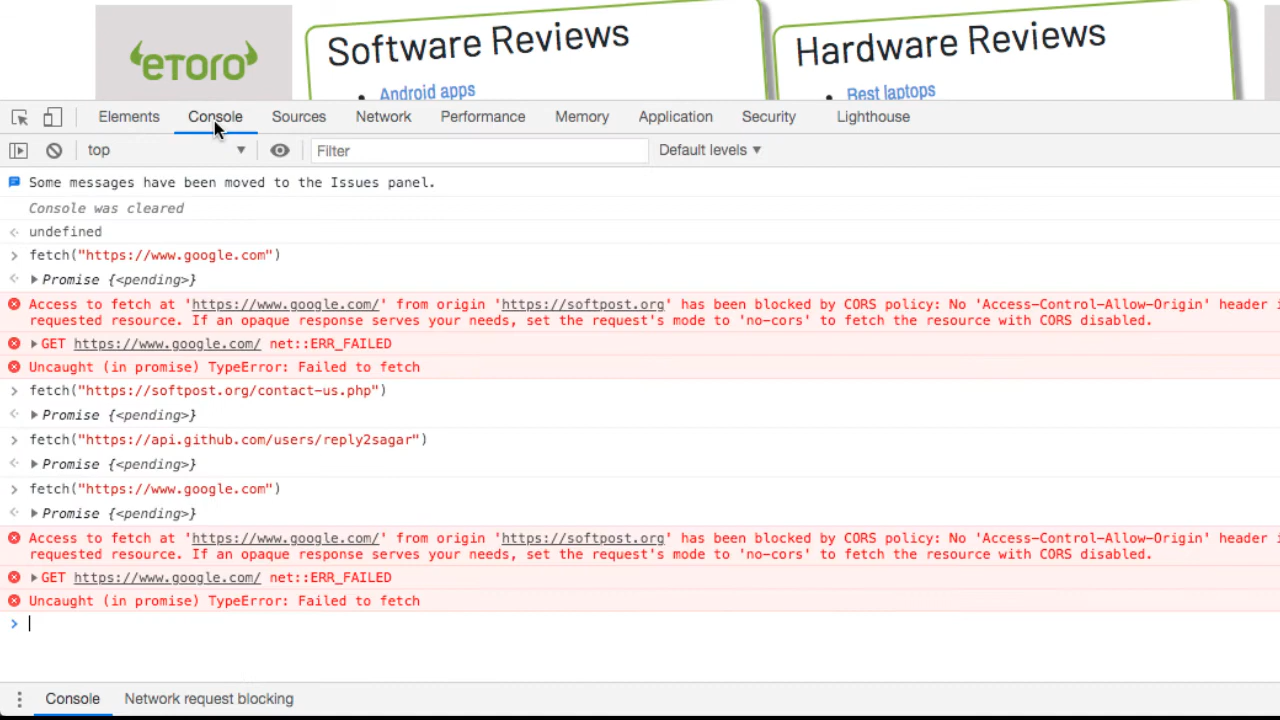 eToro
Software Reviews
Hardware Reviews
Android apps
Best laptops
Elements Console Sources Network Performance Memory Application Security Lighthouse
top Filter Default levels
Some messages have been moved to the Issues panel.
Console was cleared
undefined
fetch("https://www.google.com")
Promise {<pending>}
Access to fetch at 'https://www.google.com/' from origin 'https://softpost.org' has been blocked by CORS policy: No 'Access-Control-Allow-Origin' header
requested resource. If an opaque response serves your needs, set the request's mode to 'no-cors' to fetch the resource with CORS disabled.
GET https://www.google.com/ net::ERR_FAILED
Uncaught (in promise) TypeError: Failed to fetch
fetch("https://softpost.org/contact-us.php")
Promise {<pending>}
fetch("https://api.github.com/users/reply2sagar")
Promise {<pending>}
fetch("https://www.google.com")
Promise {<pending>}
Access to fetch at 'https://www.google.com/' from origin 'https://softpost.org' has been blocked by CORS policy: No 'Access-Control-Allow-Origin' header
requested resource. If an opaque response serves your needs, set the request's mode to 'no-cors' to fetch the resource with CORS disabled.
GET https://www.google.com/ net::ERR_FAILED
Uncaught (in promise) TypeError: Failed to fetch
Console Network request blocking